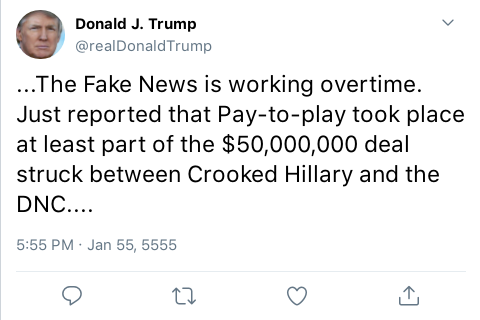 Donald J. Trump
@realDonaldTrump
...The Fake News is working overtime.
Just reported that Pay-to-play took place
at least part of the $50,000,000 deal
struck between Crooked Hillary and the
DNC....
5:55 PM · Jan 55, 5555